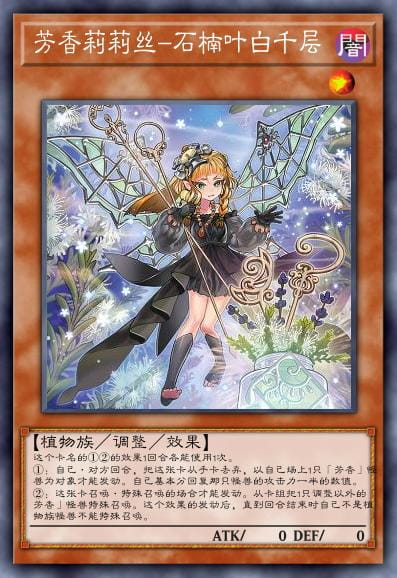 芳香莉莉丝-石楠叶白千层
闇
【植物族／调整／效果】
这个卡名的①②的效果1回合各能使用1次。
①：自己·对方回合，把这张卡从手卡丢弃，以自己场上1只「芳香」怪
兽为对象才能发动。自己基本分回复那只怪兽的攻击力一半的数值。
②：这张卡召唤·特殊召唤的场合才能发动。从卡组把1只调整以外的
芳香」怪兽特殊召唤。这个效果的发动后，直到回合结束时自己不是植
物族怪兽不能特殊召唤。
ATK/ 0 DEF/ 0